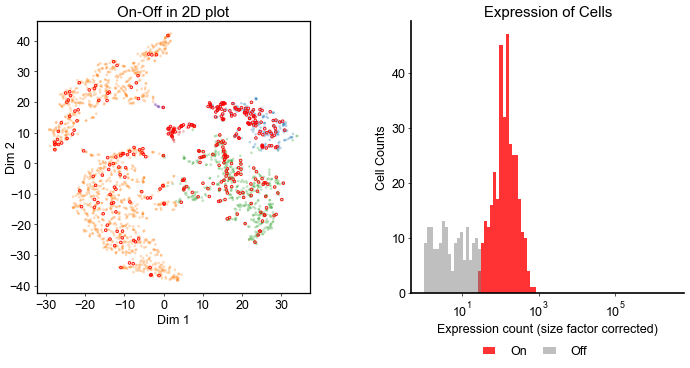 On-Off in 2D plot
Dim 2
40
30
20
10
0
−10
−20
−30
−40
−30 −20 −10 0 10 20 30
Dim 1
Expression of Cells
Cell Counts
40
30
20
10
0
10^1 10^3 10^5
Expression count (size factor corrected)
On Off